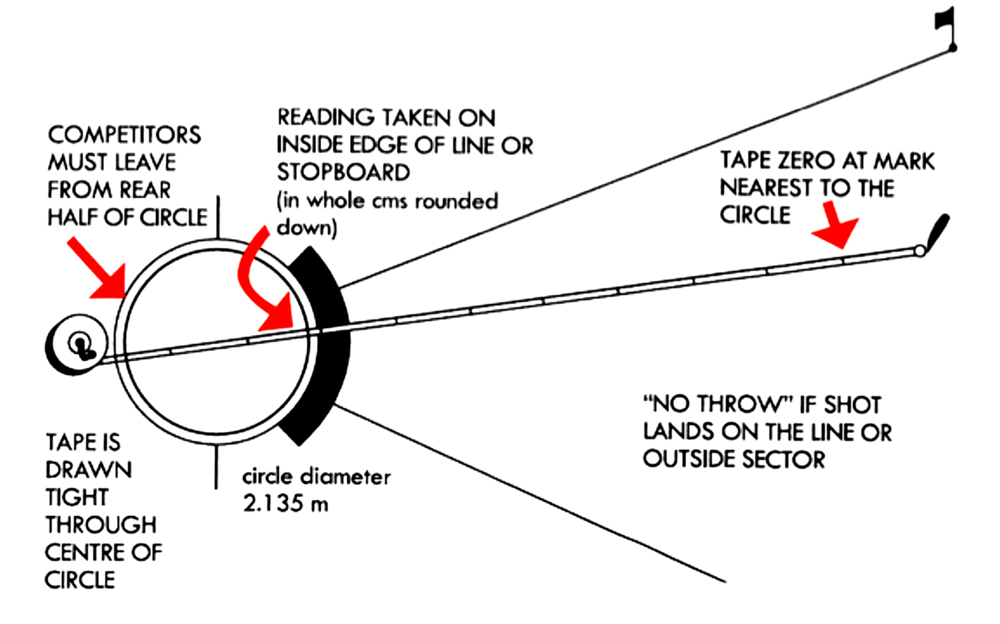 COMPETITORS
MUST LEAVE
FROM REAR
HALF OF CIRCLE
READING TAKEN ON
INSIDE EDGE OF LINE OR
STOPBOARD
(in whole cms rounded
down)
TAPE ZERO AT MARK
NEAREST TO THE
CIRCLE
"NO THROW" IF SHOT
LANDS ON THE LINE OR
OUTSIDE SECTOR
TAPE IS
DRAWN
TIGHT
THROUGH
CENTRE OF
CIRCLE
circle diameter
2.135 m